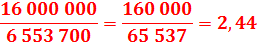 16 000 000 / 6 553 700 = 160 000 / 65 537 = 2,44